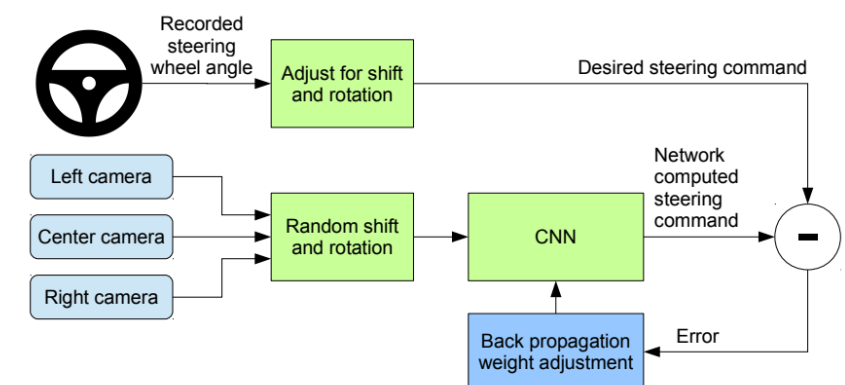 Recorded
steering
wheel angle
Adjust for shift
and rotation
Desired steering command
Left camera
Center camera
Right camera
Random shift
and rotation
CNN
Network
computed
steering
command
-
Back propagation
weight adjustment
Error